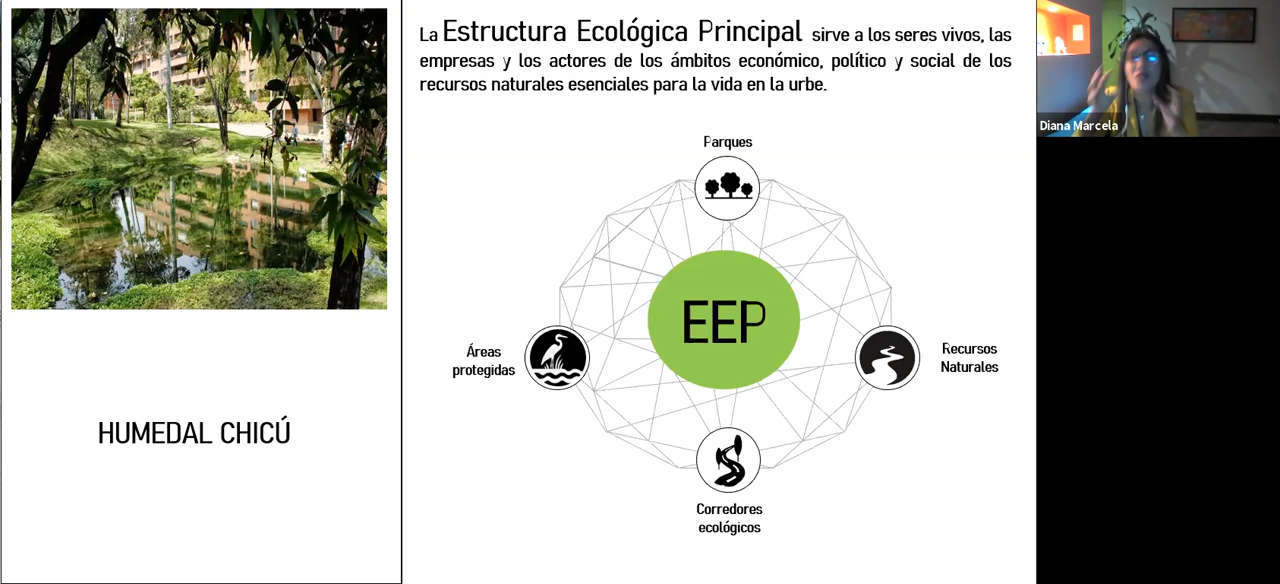 La Estructura Ecológica Principal sirve a los seres vivos, las
empresas y los actores de los ámbitos económico, político y social de los
recursos naturales esenciales para la vida en la urbe.
Diana Marcela
Parques
EEP
Áreas
protegidas
Recursos
Naturales
Corredores
ecológicos
HUMEDAL CHICÚ